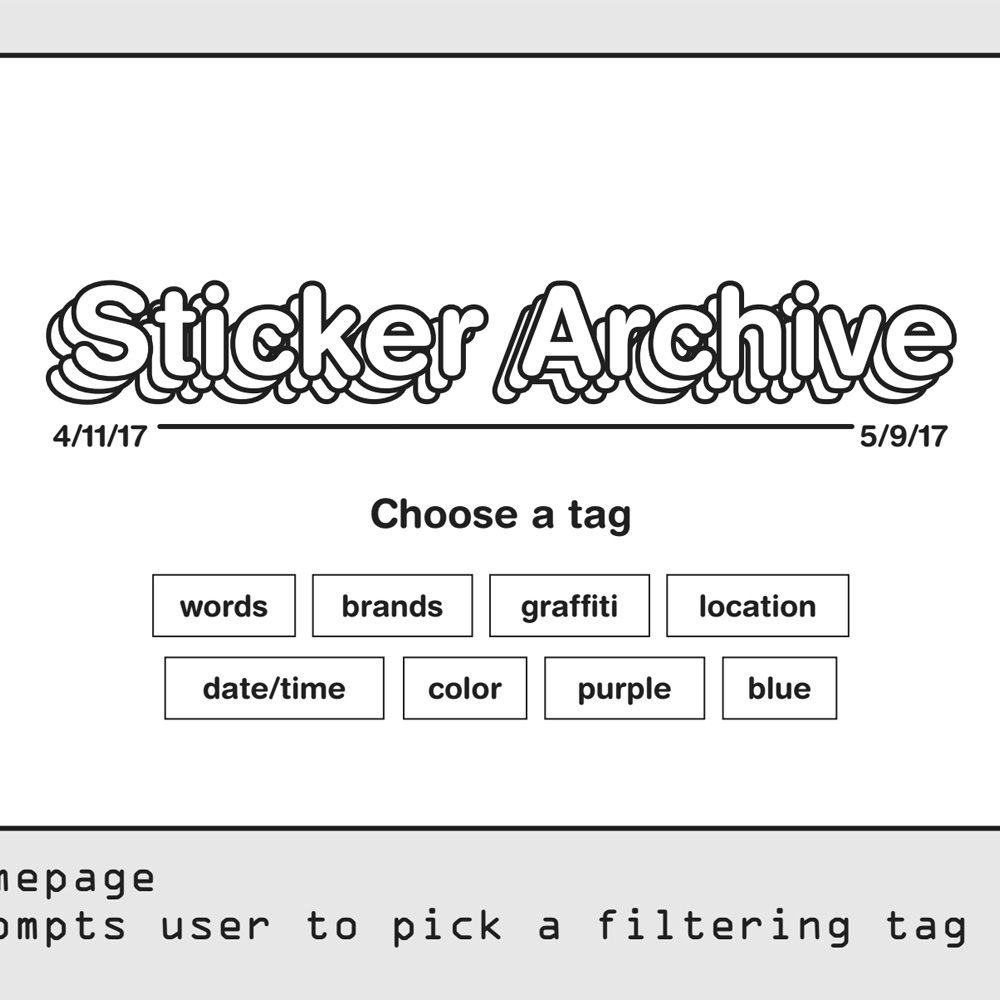 Sticker Archive
4/11/17 5/9/17
Choose a tag
words brands graffiti location
date/time color purple blue
mepage
ompts user to pick a filtering tag